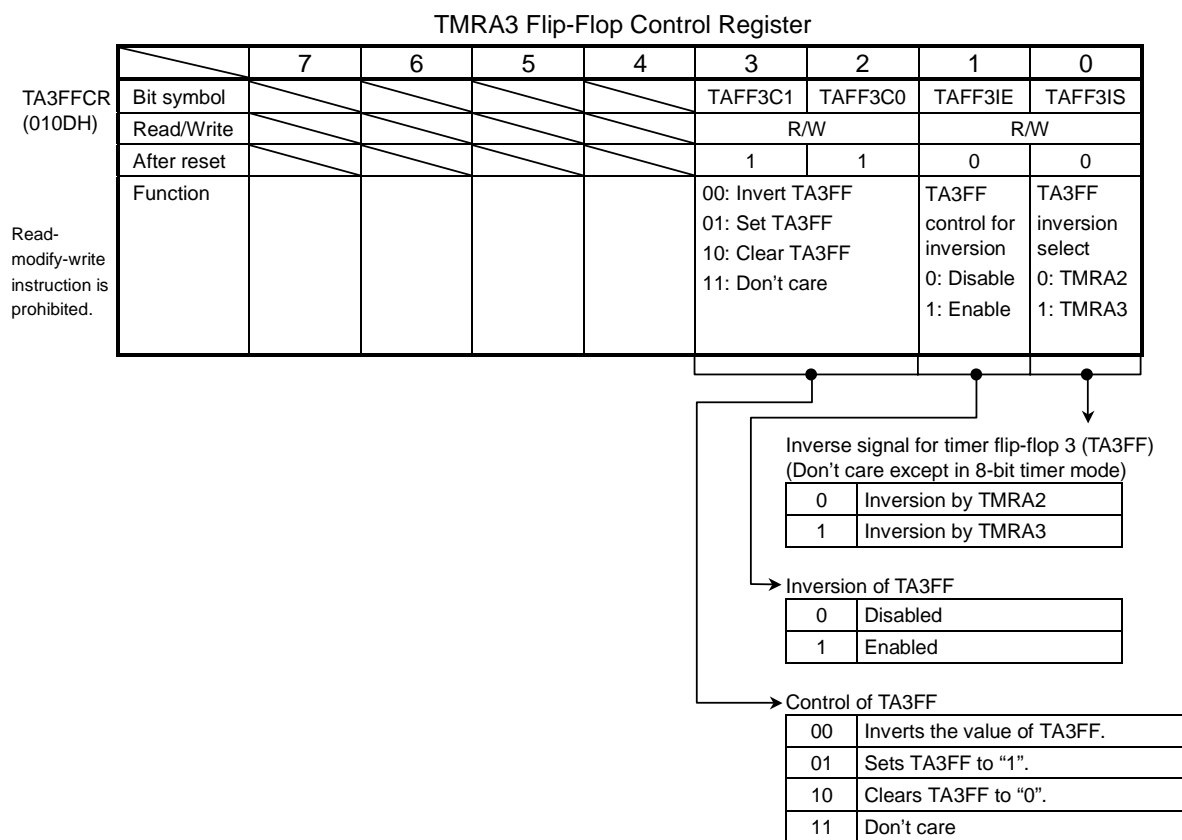 TMRA3 Flip-Flop Control Register
7 6 5 4 3 2 1 0
TA3FFCR
(010DH)
Bit symbol TAFF3C1 TAFF3C0 TAFF3IE TAFF3IS
Read/Write R/W R/W
After reset 1 1 0 0
Function
00: Invert TA3FF
01: Set TA3FF
10: Clear TA3FF
11: Don't care
TA3FF
control for
inversion
0: Disable
1: Enable
TA3FF
inversion
select
0: TMRA2
1: TMRA3
Read-
modify-write
instruction is
prohibited.
Inverse signal for timer flip-flop 3 (TA3FF)
(Don't care except in 8-bit timer mode)
0 Inversion by TMRA2
1 Inversion by TMRA3
Inversion of TA3FF
0 Disabled
1 Enabled
Control of TA3FF
00 Inverts the value of TA3FF.
01 Sets TA3FF to “1”.
10 Clears TA3FF to “0”.
11 Don't care